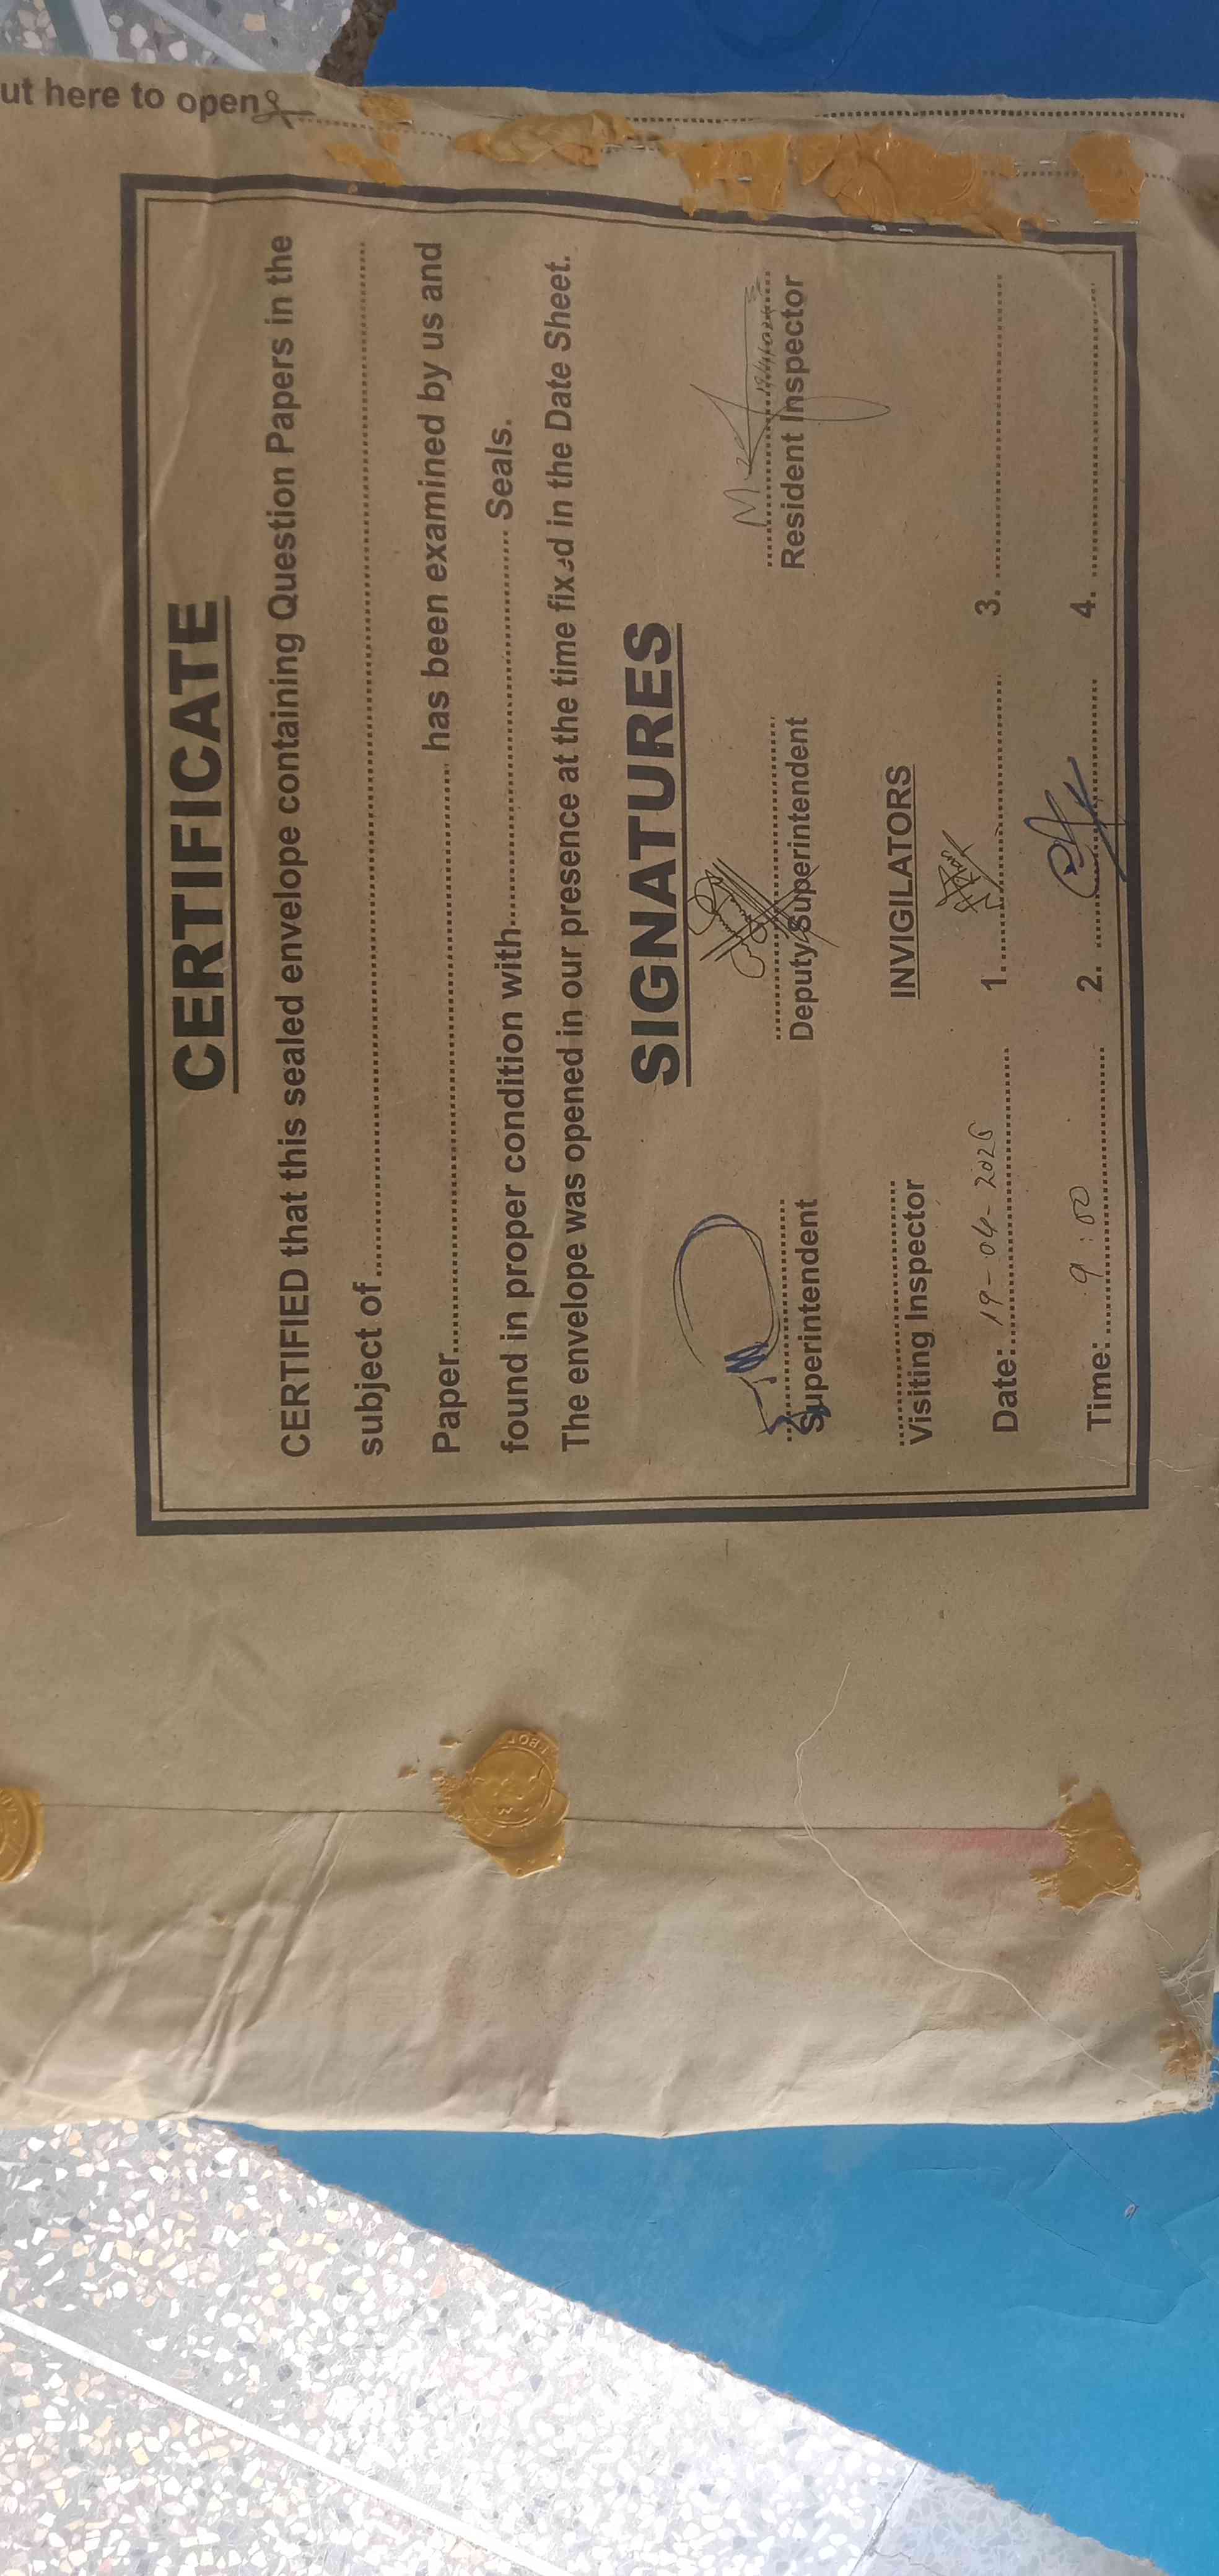 ut here to open
CERTIFICATE
CERTIFIED that this sealed envelope containing Question Papers in the
subject of
Paper has been examined by us and
found in proper condition with Seals.
The envelope was opened in our presence at the time fixed in the Date Sheet.
SIGNATURES
Superintendent Deputy Superintendent Resident Inspector
Visiting Inspector INVIGILATORS
Date: 19-04-2025 1. 3.
Time: 9:00 2. 4.